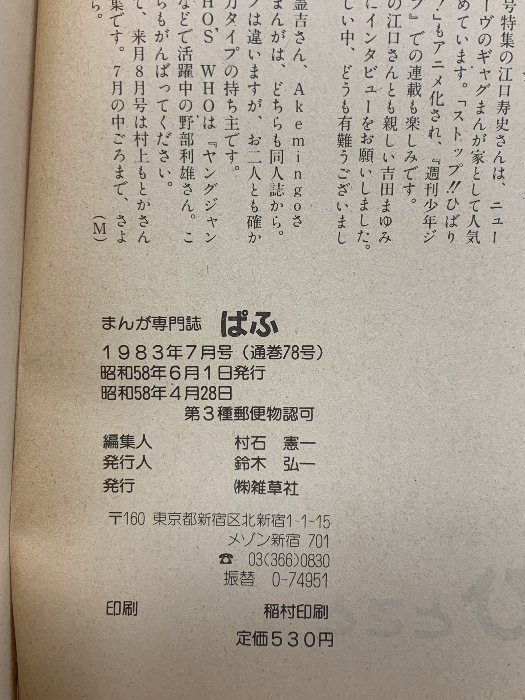 号特集の江口寿史さんは、ニュー
ーヴのギャグまんが家として人気
めています。「ストップ!!ひばり
!」もアニメ化され、『週刊少年ジ
プ』での連載も楽しみです。
の江口さんとも親しい吉田まゆみ
にインタビューをお願いしました。
しい中、どうも有難うございまし
霊吉さん、Akemingoさ
まんがは、どちらも同人誌から。
プは違いますが、お二人とも確か
力タイプの持ち主です。
HOS' WHOは『ヤングジャン
などで活躍中の野部利雄さん。こ
らもがんばってください。
て、来月8月号は村上もとかさん
集です。7月の中ごろまで、さよ
ら。
(M)
まんが専門誌 ぱふ
1983年7月号(通巻78号)
昭和58年6月1日発行
昭和58年4月28日
第3種郵便物認可
編集人 村石 憲一
発行人 鈴木 弘一
発行 ㈱雑草社
〒160 東京都新宿区北新宿1-1-15
メゾン新宿 701
☎ 03(366)0830
振替 0-74951
印刷 稲村印刷
定価530円